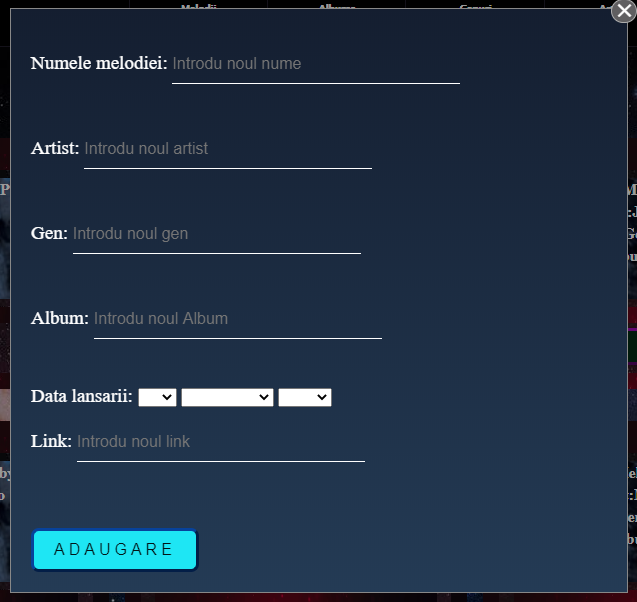 Numele melodiei: Introdu noul nume
Artist: Introdu noul artist
Gen: Introdu noul gen
Album: Introdu noul Album
Data lansarii:
Link: Introdu noul link
ADAUGARE